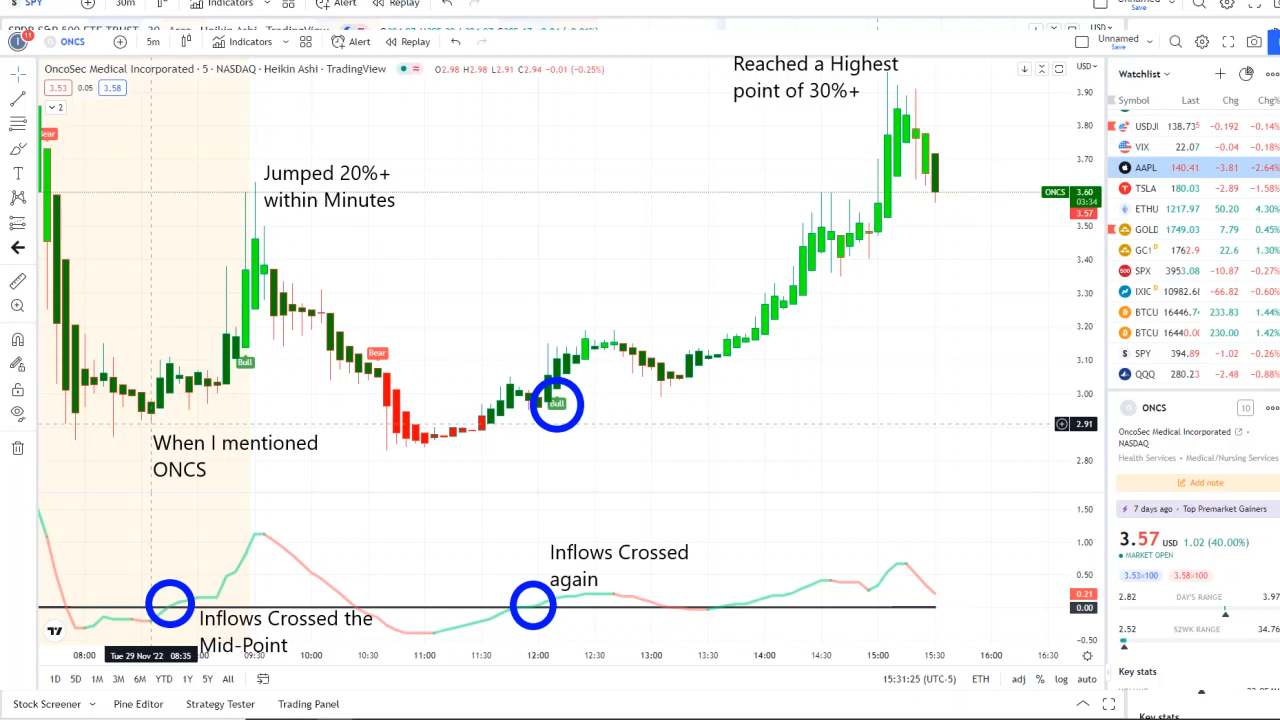 SPY
30m
Indicators
Alert
Replay
Unnamed
Save
11
ONCS
5m
Indicators
Alert
Replay
Unnamed
Save
OncoSec Medical Incorporated · 5 · NASDAQ · Heikin Ashi · TradingView
O2.98 H2.98 L2.91 C2.94 −0.01 (−0.25%)
3.53
0.05
3.58
2
Bear
Jumped 20%+
within Minutes
Reached a Highest
point of 30%+
Bull
Bear
Bull
When I mentioned
ONCS
Inflows Crossed the
Mid-Point
Inflows Crossed
again
USD
3.90
3.80
3.70
ONCS
3.60
03:34
3.57
3.50
3.40
3.30
3.20
3.10
3.00
2.91
2.80
1.50
1.00
0.50
0.21
0.00
−0.50
08:00
Tue 29 Nov '22 08:35
09:30
10:00
10:30
11:00
11:30
12:00
12:30
13:00
13:30
14:00
14:30
15:00
15:30
16:00
16:30
1D 5D 1M 3M 6M YTD 1Y 5Y All
15:31:25 (UTC-5)
ETH
adj % log auto
Stock Screener
Pine Editor
Strategy Tester
Trading Panel
Watchlist
Symbol Last Chg Chg%
USDJI 138.735 −0.192 −0.14%
VIX 22.07 −0.04 −0.18%
AAPL 140.41 −3.81 −2.64%
TSLA 180.03 −2.89 −1.58%
ETHU 1217.97 50.20 4.30%
GOLD 1749.03 7.79 0.45%
GC1 D 1762.9 22.6 1.30%
SPX 3953.08 −10.87 −0.27%
IXIC D 10982.6 −66.82 −0.60%
BTCU 16446.7 233.83 1.44%
BTCU 1644 230.00 1.42%
SPY 394.89 −1.02 −0.26%
QQQ 280.23 −2.48 −0.88%
ONCS
10
OncoSec Medical Incorporated
NASDAQ
Health Services • Medical/Nursing Services
Add note
7 days ago · Top Premarket Gainers
3.57 USD 1.02 (40.00%)
MARKET OPEN
3.53×100
3.58×100
2.82 DAY'S RANGE 3.97
2.52 52WK RANGE 34.76
Key stats
Key stats